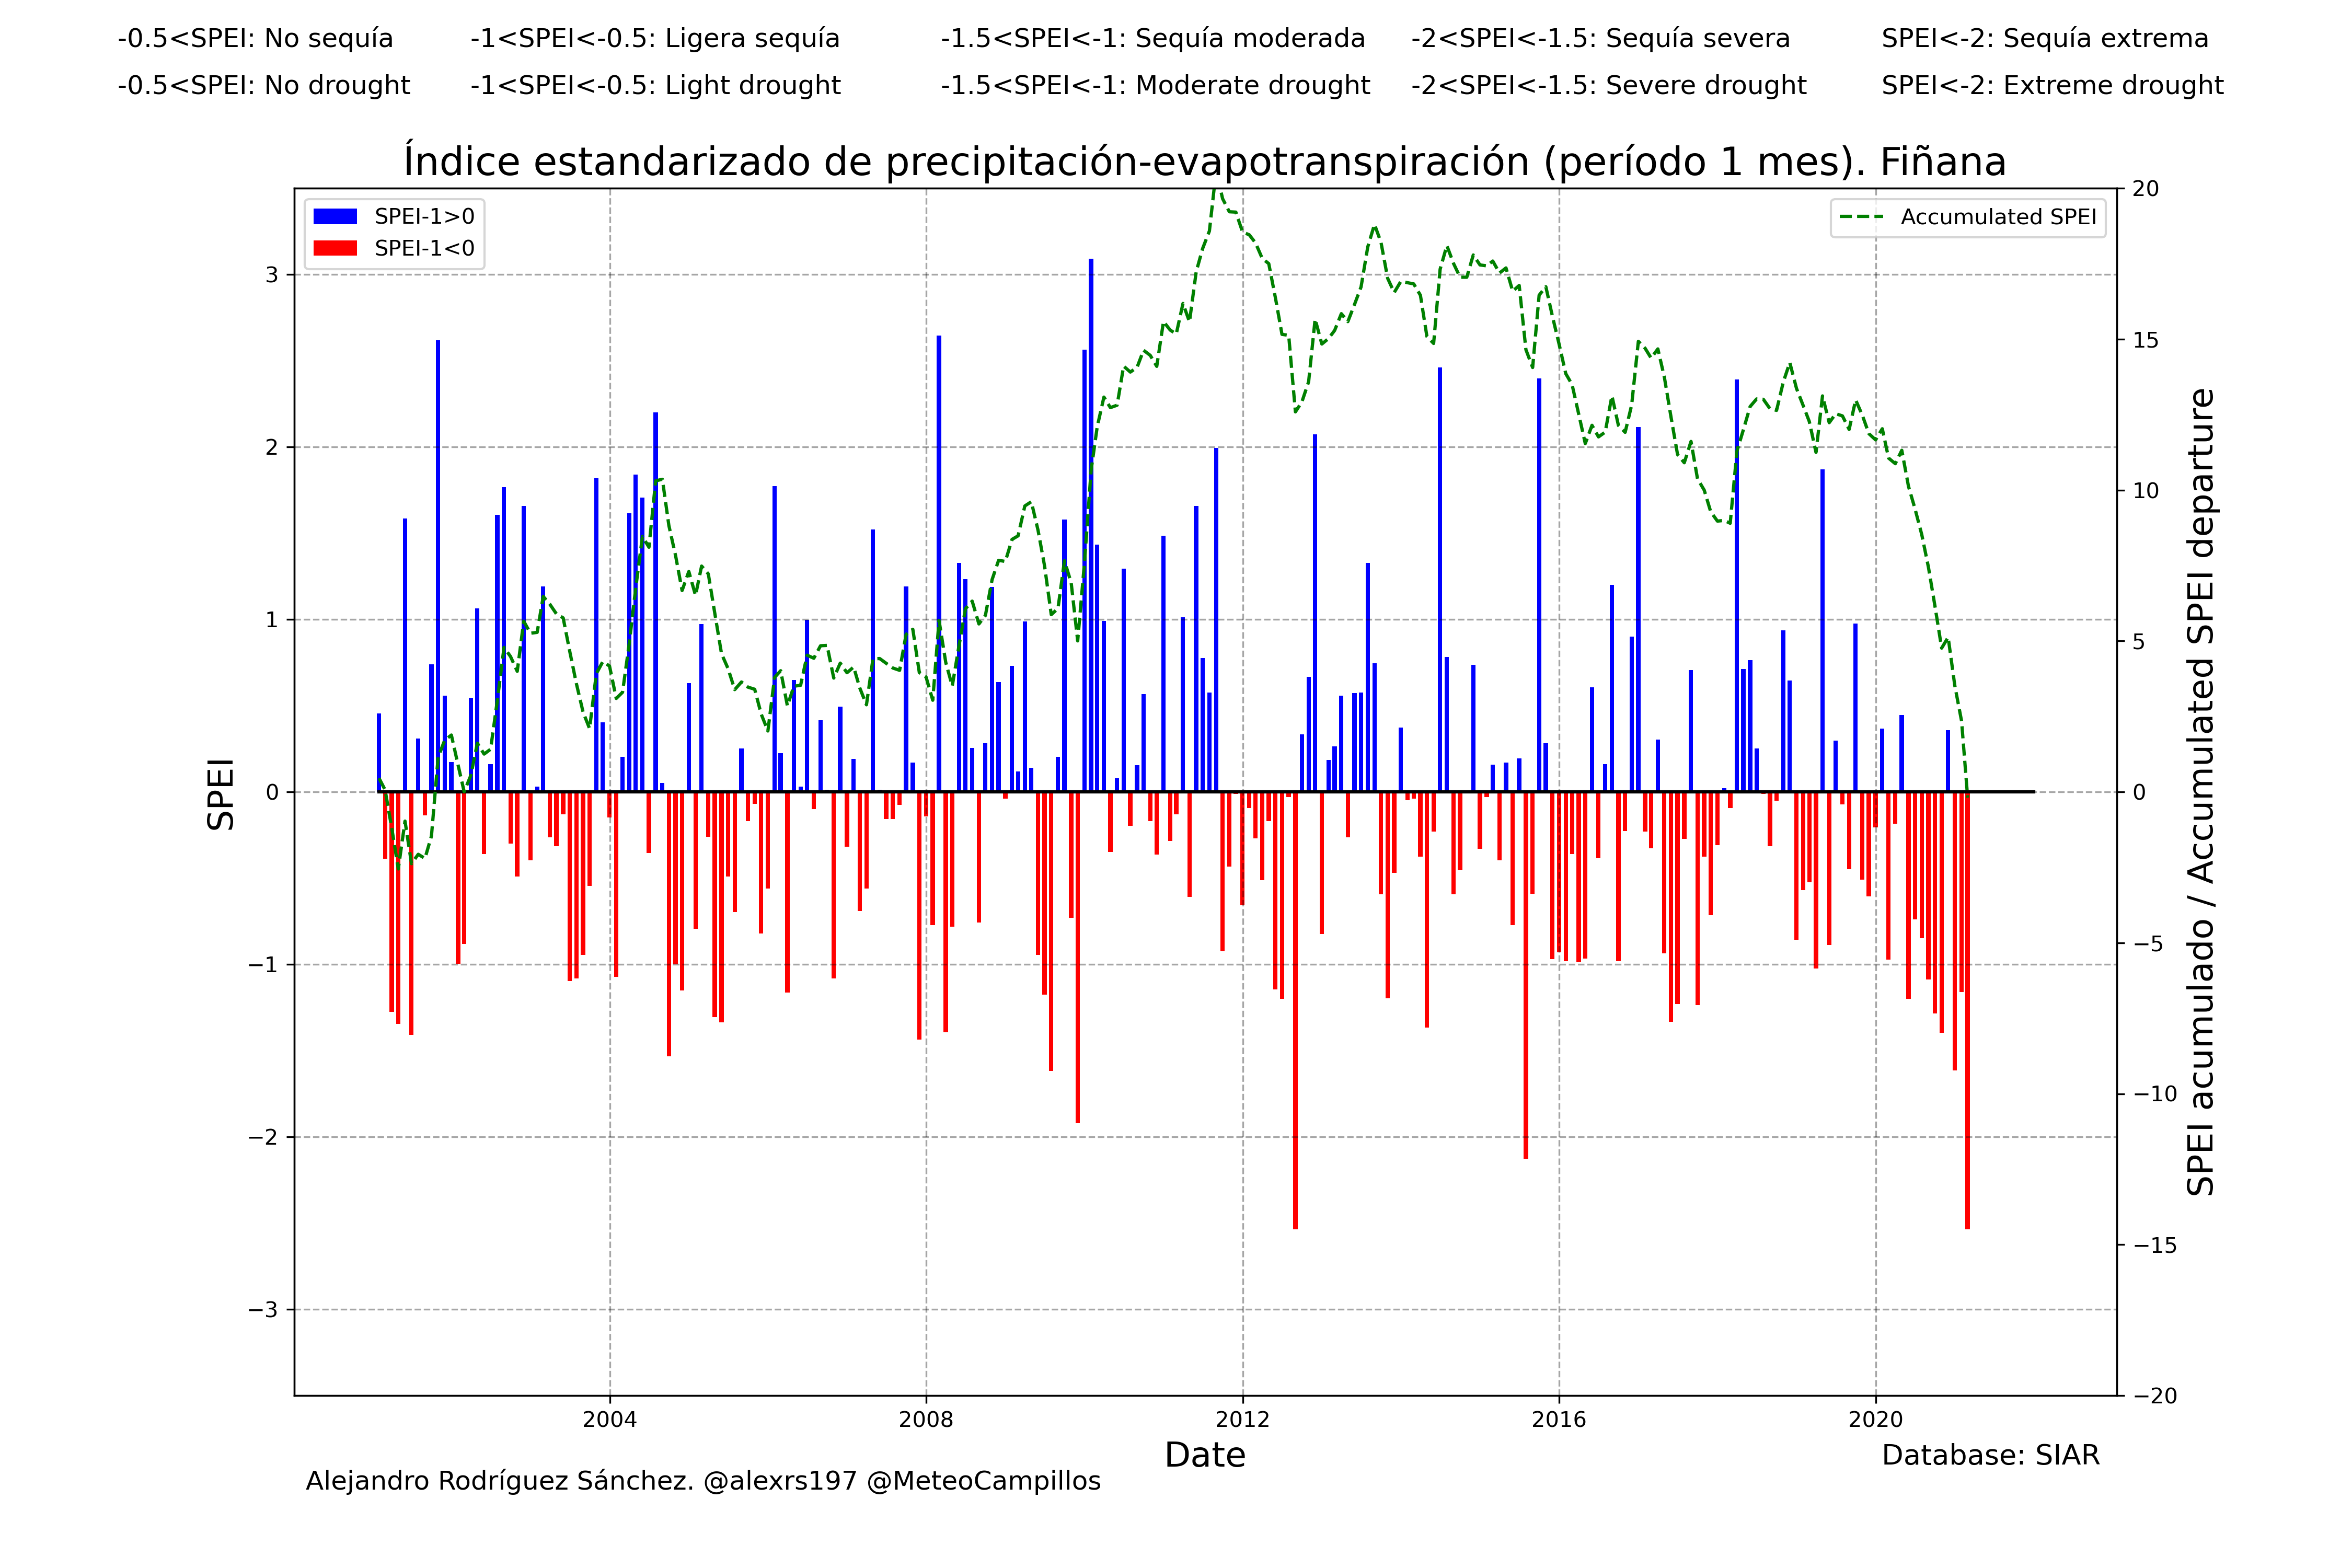 -0.5<SPEI: No sequía -1<SPEI<-0.5: Ligera sequía -1.5<SPEI<-1: Sequía moderada -2<SPEI<-1.5: Sequía severa SPEI<-2: Sequía extrema
-0.5<SPEI: No drought -1<SPEI<-0.5: Light drought -1.5<SPEI<-1: Moderate drought -2<SPEI<-1.5: Severe drought SPEI<-2: Extreme drought
Índice estandarizado de precipitación-evapotranspiración (período 1 mes). Fiñana
SPEI-1>0
SPEI-1<0
Accumulated SPEI
SPEI
3
2
1
0
−1
−2
−3
20
15
10
5
0
−5
−10
−15
−20
SPEI acumulado / Accumulated SPEI departure
2004 2008 2012 2016 2020
Date
Database: SIAR
Alejandro Rodríguez Sánchez. @alexrs197 @MeteoCampillos